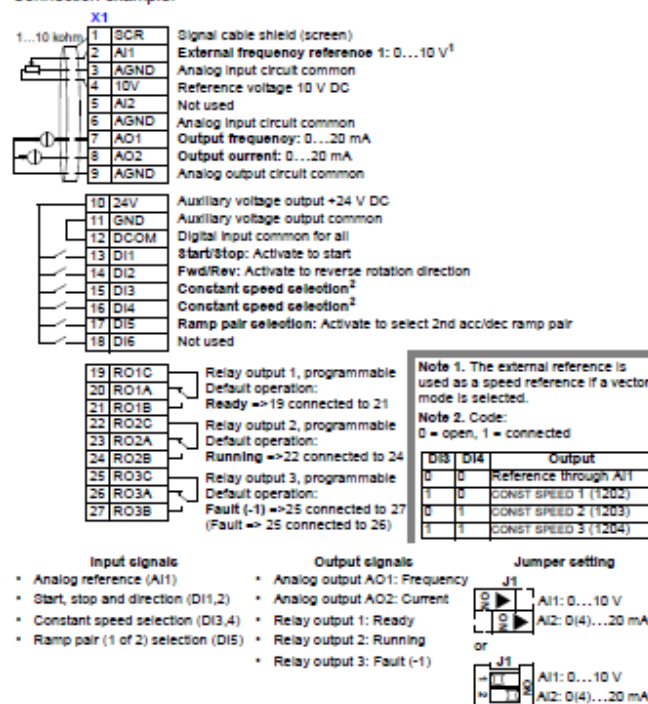 X1
1...10 kohm
1 SCR Signal cable shield (screen)
2 AI1 External frequency reference 1: 0...10 V1
3 AGND Analog input circuit common
4 10V Reference voltage 10 V DC
5 AI2 Not used
6 AGND Analog input circuit common
7 AO1 Output frequency: 0...20 mA
8 AO2 Output current: 0...20 mA
9 AGND Analog output circuit common
10 24V Auxiliary voltage output +24 V DC
11 GND Auxiliary voltage output common
12 DCOM Digital input common for all
13 DI1 Start/Stop: Activate to start
14 DI2 Fwd/Rev: Activate to reverse rotation direction
15 DI3 Constant speed selection2
16 DI4 Constant speed selection2
17 DI5 Ramp pair selection: Activate to select 2nd acc/dec ramp pair
18 DI6 Not used
19 RO1C Relay output 1, programmable
20 RO1A Default operation:
21 RO1B Ready =>19 connected to 21
22 RO2C Relay output 2, programmable
23 RO2A Default operation:
24 RO2B Running =>22 connected to 24
25 RO3C Relay output 3, programmable
26 RO3A Default operation:
27 RO3B Fault (-1) =>25 connected to 27
(Fault => 25 connected to 26)
Note 1. The external reference is
used as a speed reference if a vector
mode is selected.
Note 2. Code:
0 = open, 1 = connected
DI3 DI4 Output
0 0 Reference through AI1
1 0 CONST SPEED 1 (1202)
0 1 CONST SPEED 2 (1203)
1 1 CONST SPEED 3 (1204)
Input signals
• Analog reference (AI1)
• Start, stop and direction (DI1,2)
• Constant speed selection (DI3,4)
• Ramp pair (1 of 2) selection (DI5)
Output signals
• Analog output AO1: Frequency
• Analog output AO2: Current
• Relay output 1: Ready
• Relay output 2: Running
• Relay output 3: Fault (-1)
Jumper setting
J1
ON AI1: 0...10 V
ON AI2: 0(4)...20 mA
or
J1
1 AI1: 0...10 V
2 ON AI2: 0(4)...20 mA